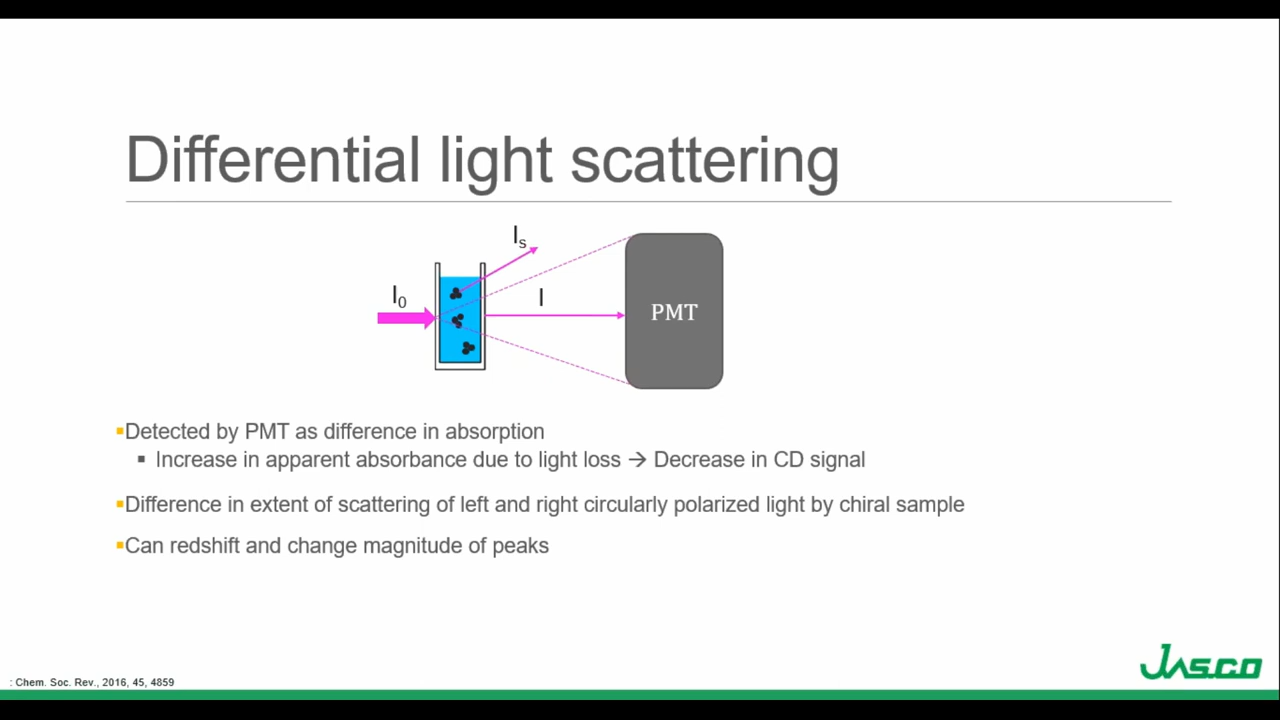 Differential light scattering
Is
I0
I
PMT
▪Detected by PMT as difference in absorption
▪ Increase in apparent absorbance due to light loss → Decrease in CD signal
▪Difference in extent of scattering of left and right circularly polarized light by chiral sample
▪Can redshift and change magnitude of peaks
JASCO
: Chem. Soc. Rev., 2016, 45, 4859